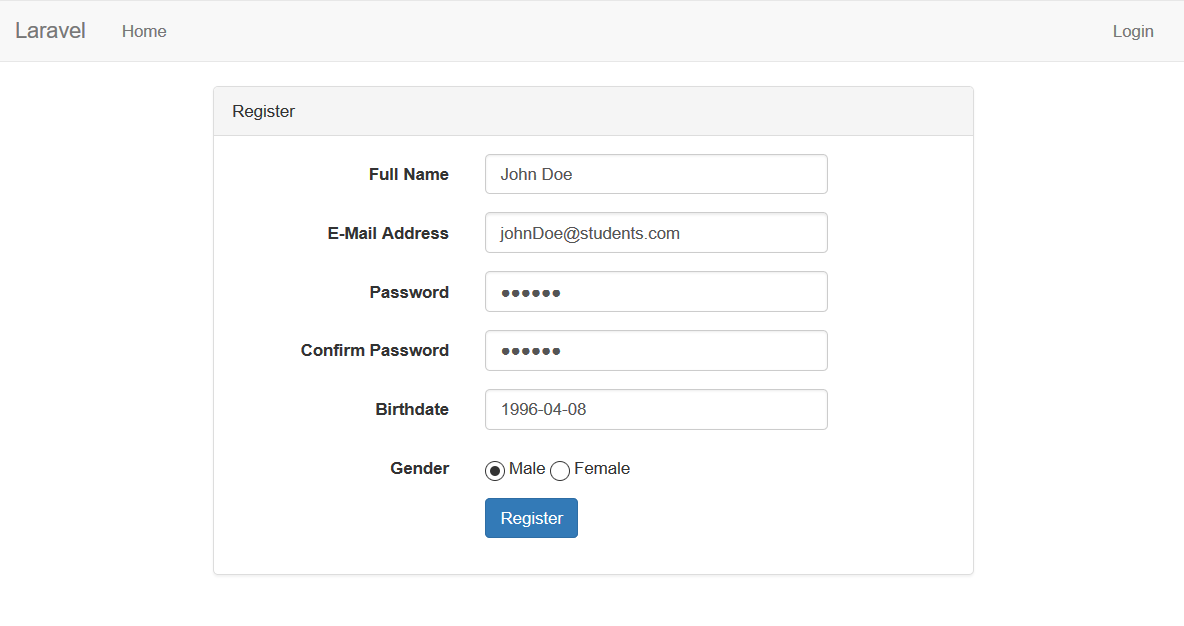 Laravel Home Login
Register
Full Name John Doe
E-Mail Address johnDoe@students.com
Password ●●●●●●
Confirm Password ●●●●●●
Birthdate 1996-04-08
Gender Male Female
Register